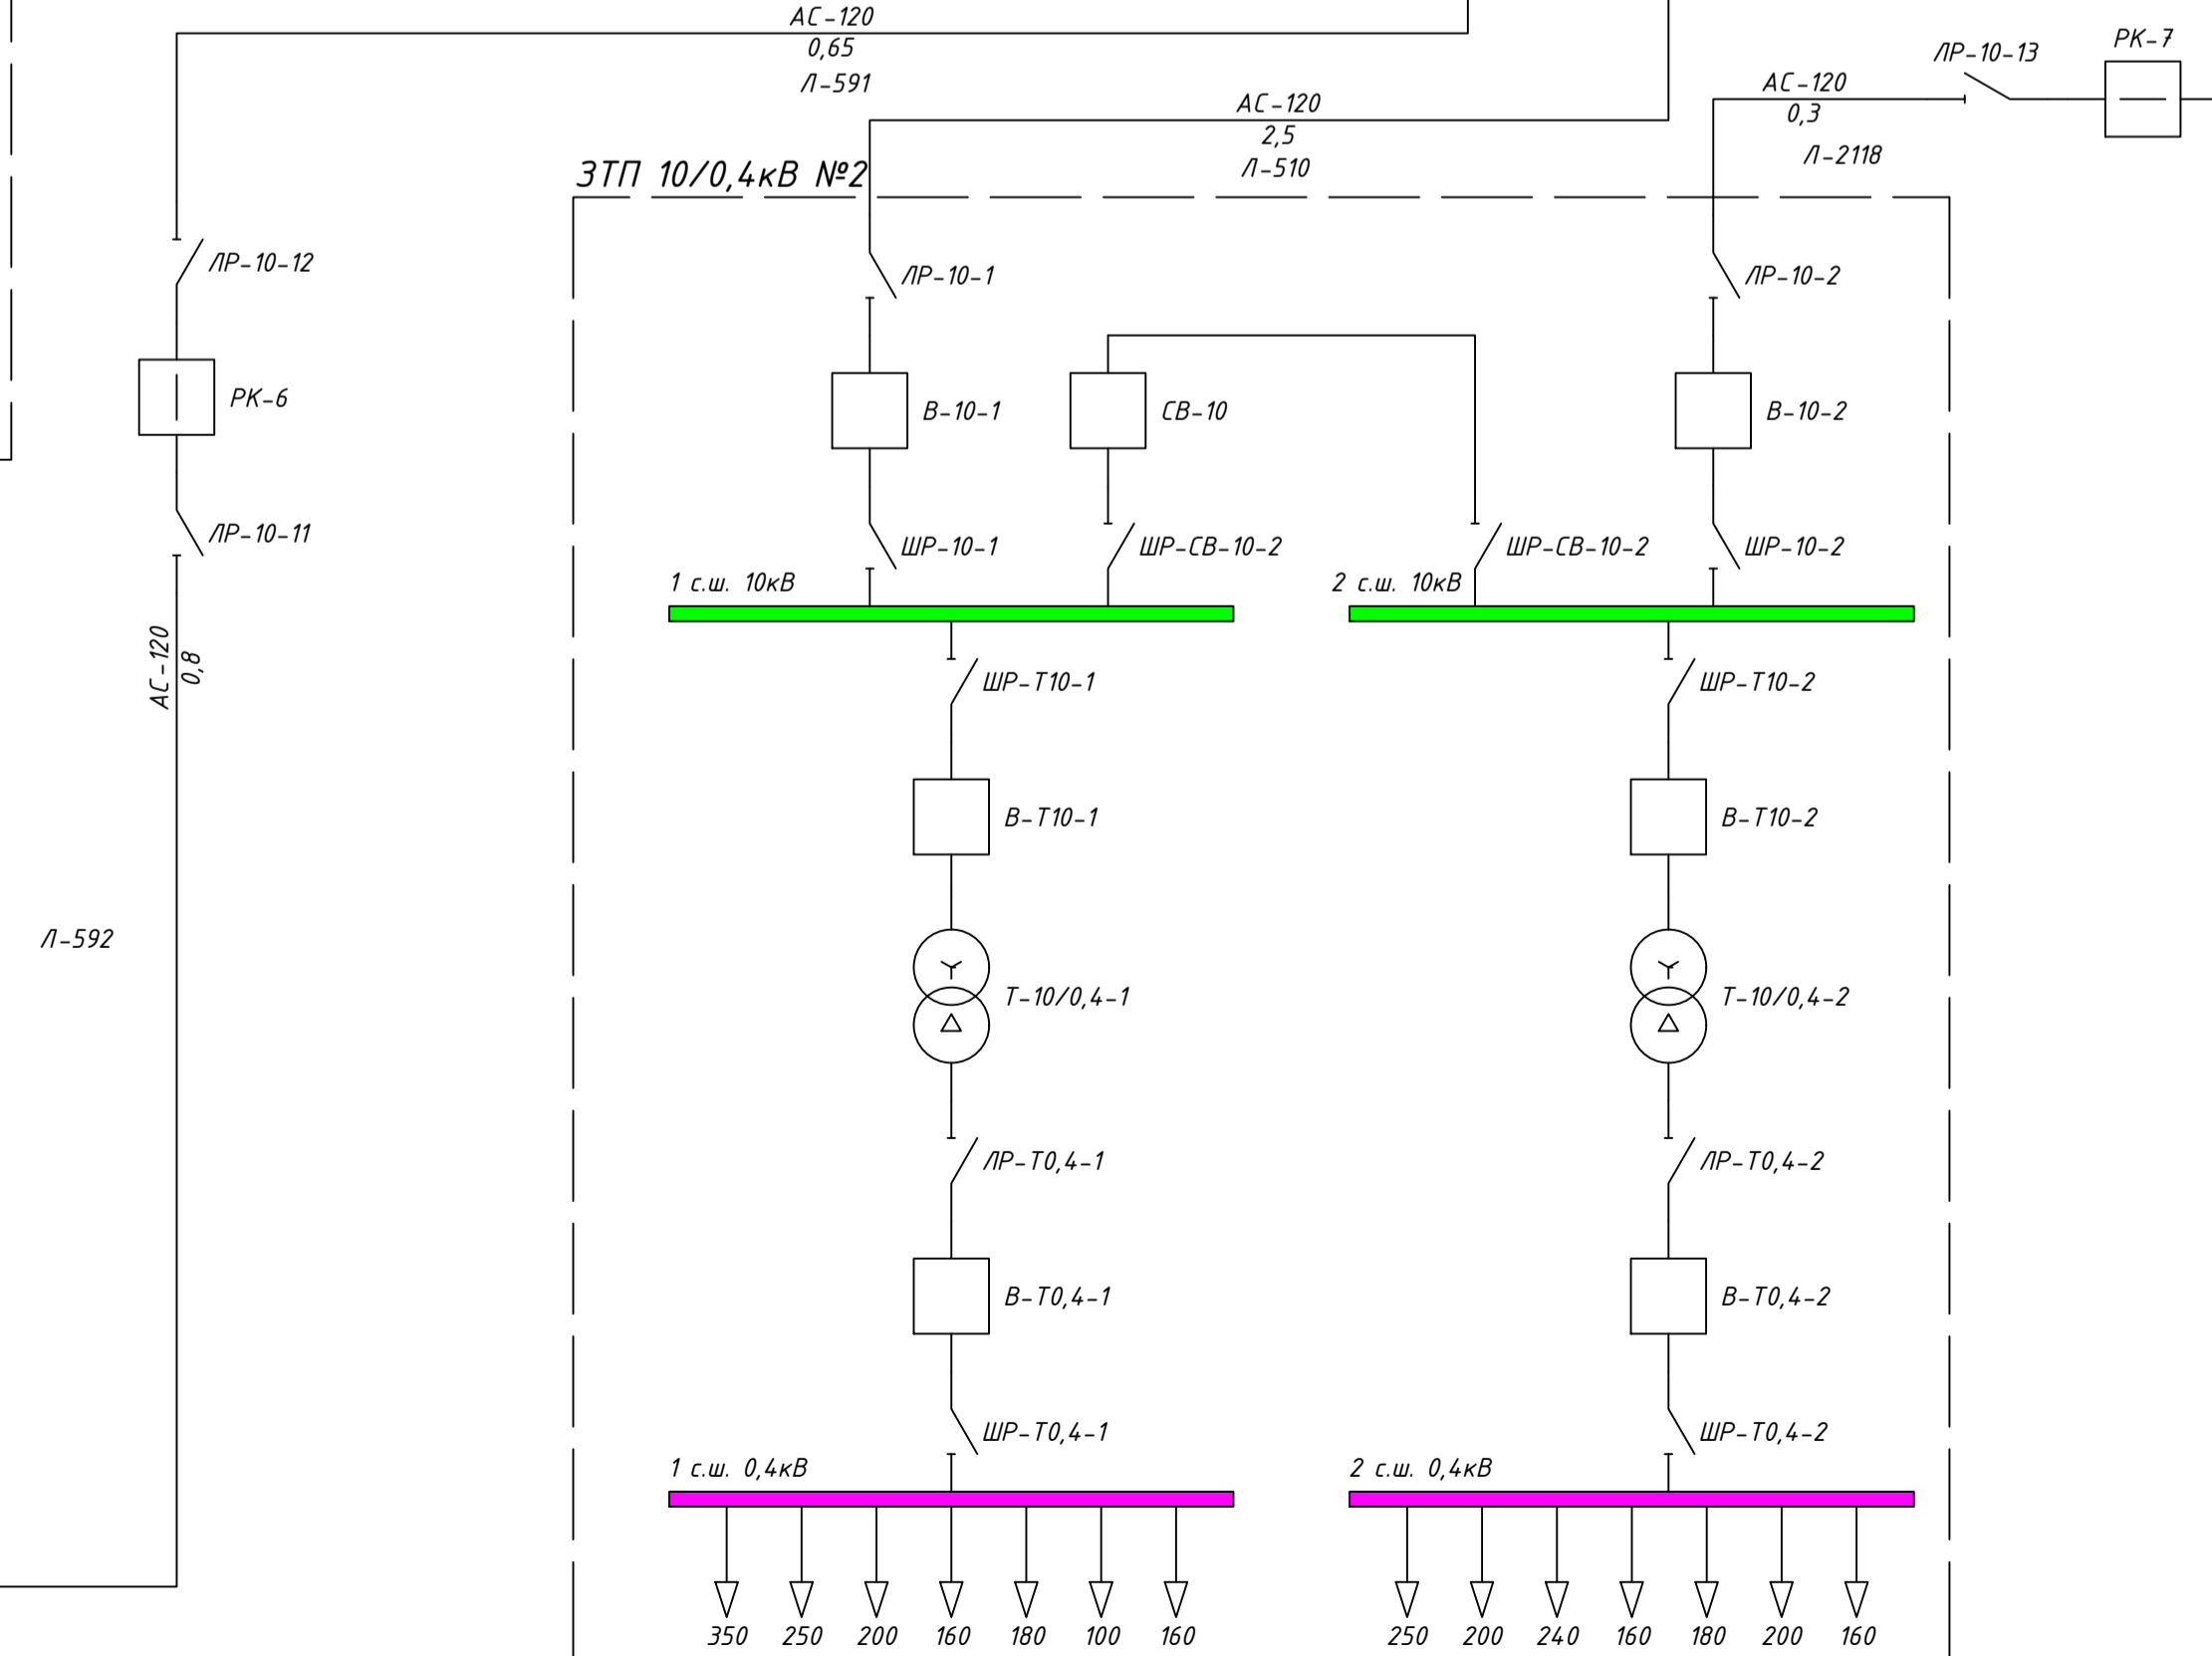 АС-120
0,65
Л-591
РК-7
ЛР-10-13
АС-120
0,3
Л-2118
АС-120
2,5
Л-510
ЗТП 10/0,4кВ №2
ЛР-10-12
ЛР-10-1
ЛР-10-2
РК-6
В-10-1
СВ-10
В-10-2
ЛР-10-11
ШР-10-1
ШР-СВ-10-2
ШР-СВ-10-2
ШР-10-2
1 с.ш. 10кВ
2 с.ш. 10кВ
АС-120
0,8
ШР-Т10-1
ШР-Т10-2
В-Т10-1
В-Т10-2
Л-592
Т-10/0,4-1
Т-10/0,4-2
ЛР-Т0,4-1
ЛР-Т0,4-2
В-Т0,4-1
В-Т0,4-2
ШР-Т0,4-1
ШР-Т0,4-2
1 с.ш. 0,4кВ
2 с.ш. 0,4кВ
350 250 200 160 180 100 160
250 200 240 160 180 200 160